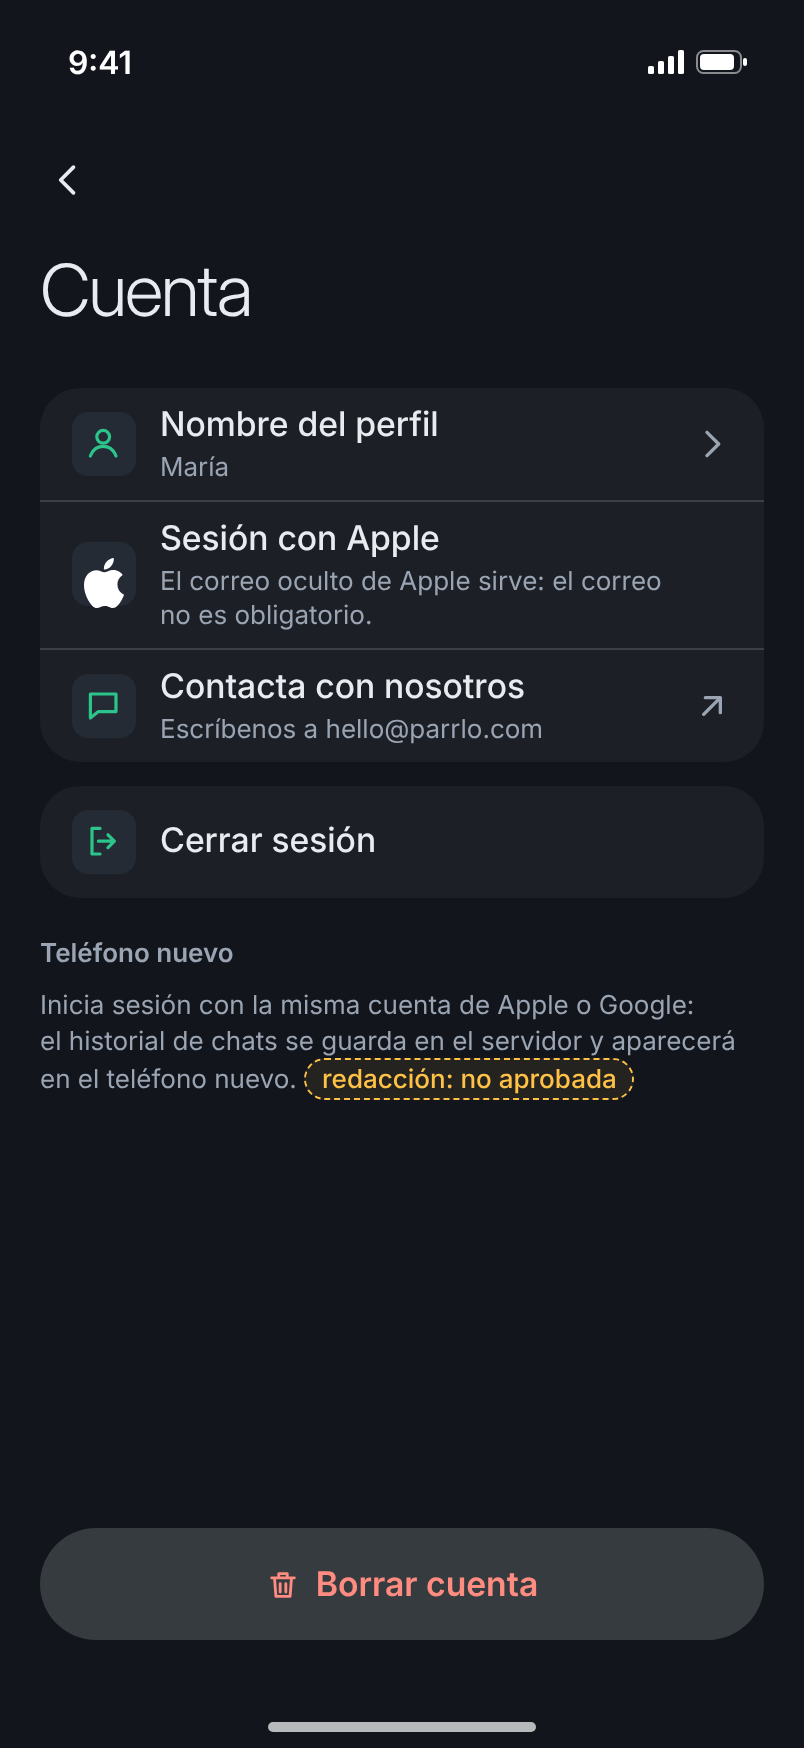 9:41
Cuenta
Nombre del perfil
María
Sesión con Apple
El correo oculto de Apple sirve: el correo
no es obligatorio.
Contacta con nosotros
Escríbenos a hello@parrlo.com
Cerrar sesión
Teléfono nuevo
Inicia sesión con la misma cuenta de Apple o Google:
el historial de chats se guarda en el servidor y aparecerá
en el teléfono nuevo. redacción: no aprobada
Borrar cuenta